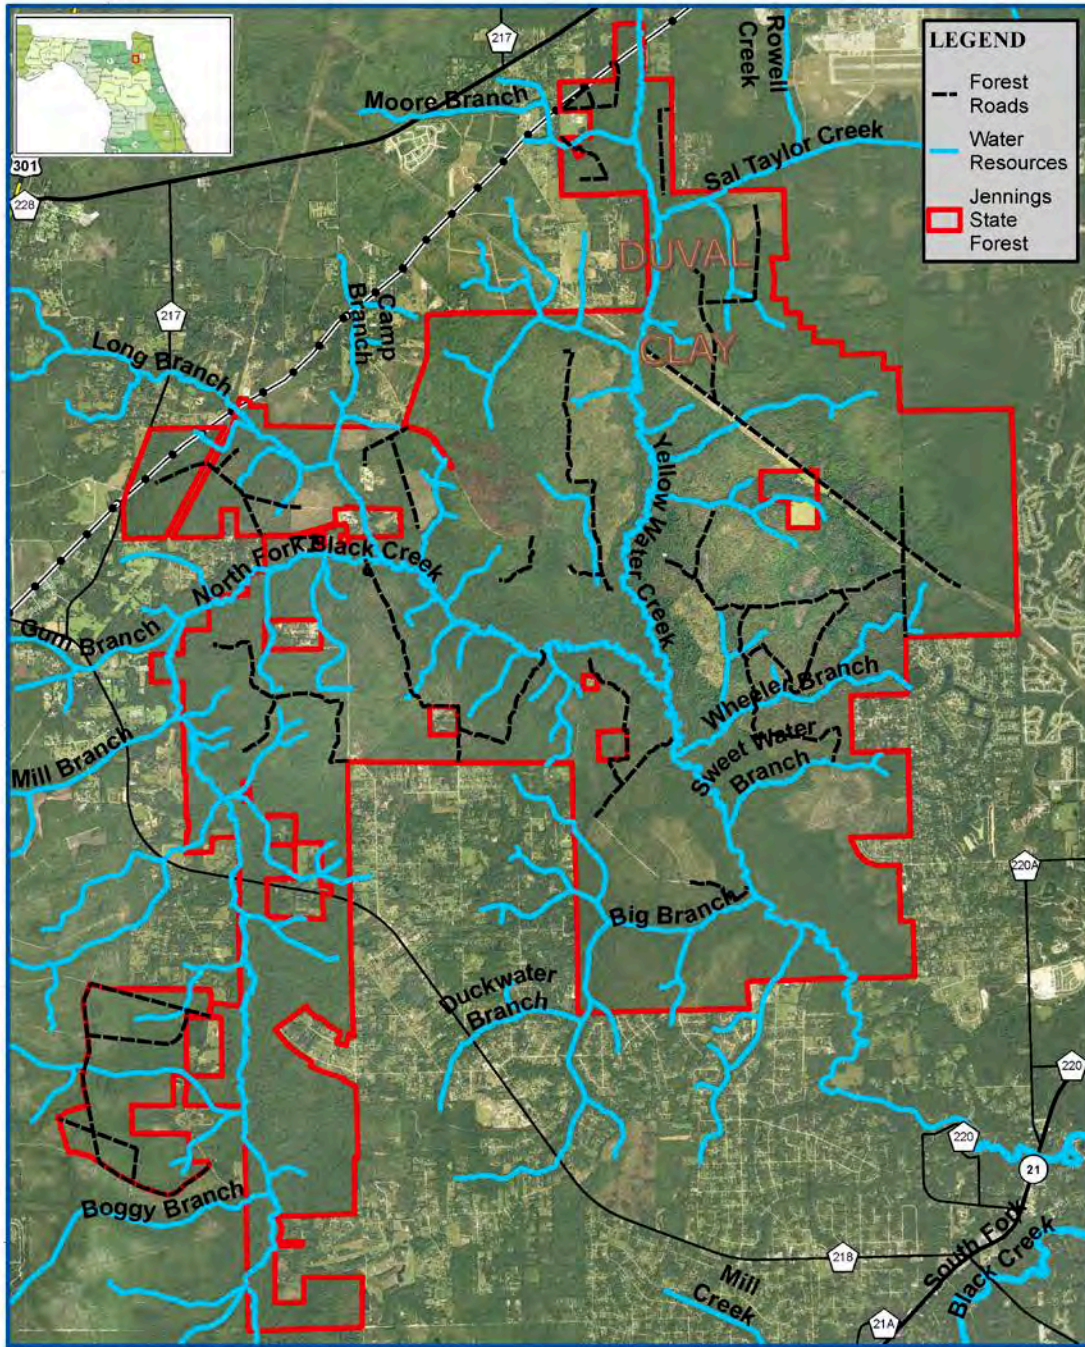 217
Rowell
Creek
LEGEND
Forest
Roads
Water
Resources
Jennings
State
Forest
Moore Branch
Sal Taylor Creek
301
228
DUVAL
CLAY
217
Camp
Branch
Long Branch
Yellow Water Creek
North Fork Black Creek
Gum Branch
Mill Branch
Wheeler Branch
Sweet Water
Branch
220A
Big Branch
Duckwater
Branch
220
220
21
Boggy Branch
218
South Fork
Black Creek
Mill
Creek
21A